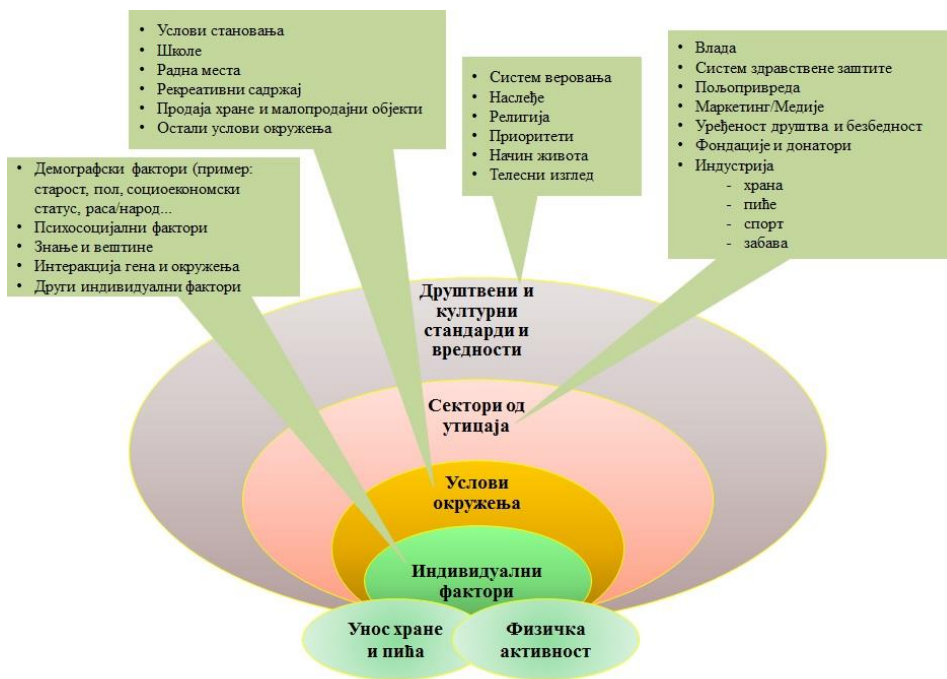 Услови становања
Школе
Радна места
Рекреативни садржај
Продаја хране и малопродајни објекти
Остали услови окружења
Систем веровања
Наслеђе
Религија
Приоритети
Начин живота
Телесни изглед
Влада
Систем здравствене заштите
Пољопривреда
Маркетинг/Медије
Уређеност друштва и безбедност
Фондације и донатори
Индустрија
- храна
- пиће
- спорт
- забава
Демографски фактори (пример:
старост, пол, социоекономски
статус, раса/народ...
Психосоцијални фактори
Знање и вештине
Интеракција гена и окружења
Други индивидуални фактори
Друштвени и
културни
стандарди и
вредности
Сектори од
утицаја
Услови
окружења
Индивидуални
фактори
Унос хране
и пића
Физичка
активност